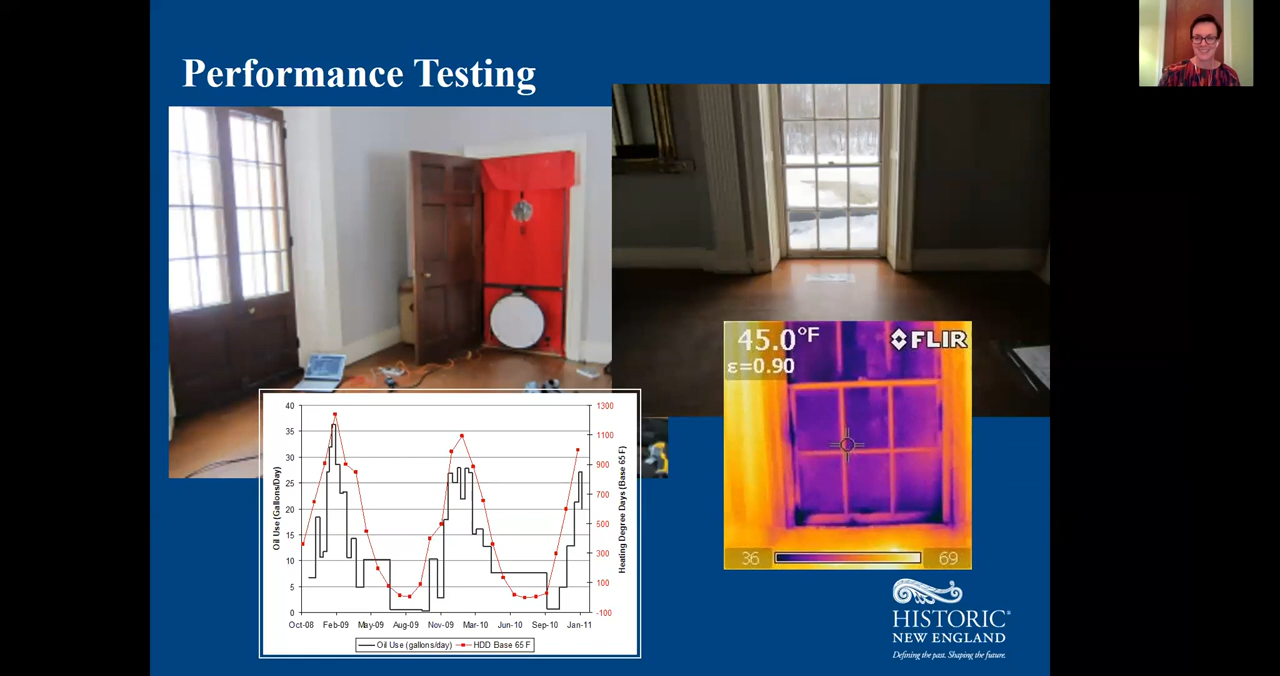 Performance Testing
45.0°F
ε=0.90
FLIR
36
69
40
35
30
25
20
15
10
5
0
Oil Use (Gallons/Day)
1300
1100
900
700
500
300
100
-100
Heating Degree Days (Base 65 F)
Oct-08 Feb-09 May-09 Aug-09 Nov-09 Mar-10 Jun-10 Sep-10 Jan-11
Oil Use (gallons/day) HDD Base 65 F
HISTORIC®
NEW ENGLAND
Defining the past. Shaping the future.